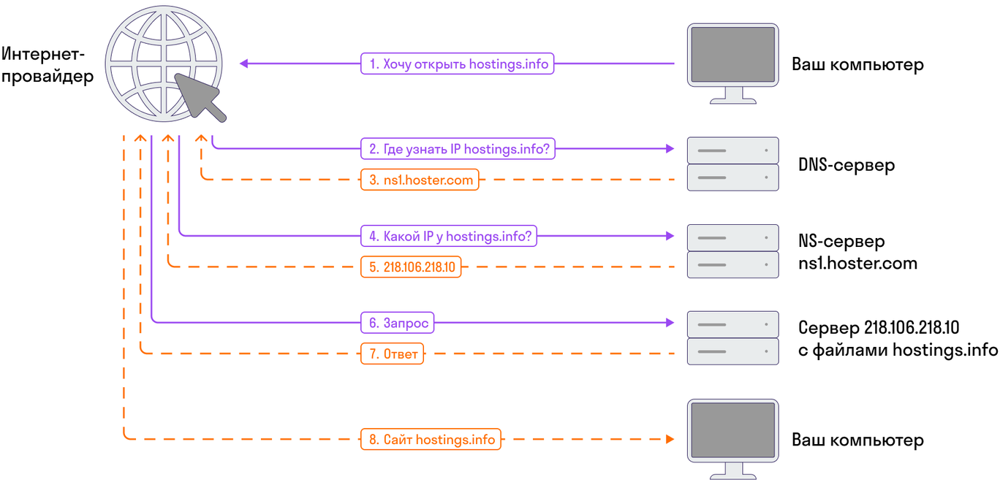 Интернет-
провайдер
1. Хочу открыть hostings.info
Ваш компьютер
2. Где узнать IP hostings.info?
3. ns1.hoster.com
DNS-сервер
4. Какой IP у hostings.info?
5. 218.106.218.10
NS-сервер
ns1.hoster.com
6. Запрос
7. Ответ
Сервер 218.106.218.10
с файлами hostings.info
8. Сайт hostings.info
Ваш компьютер